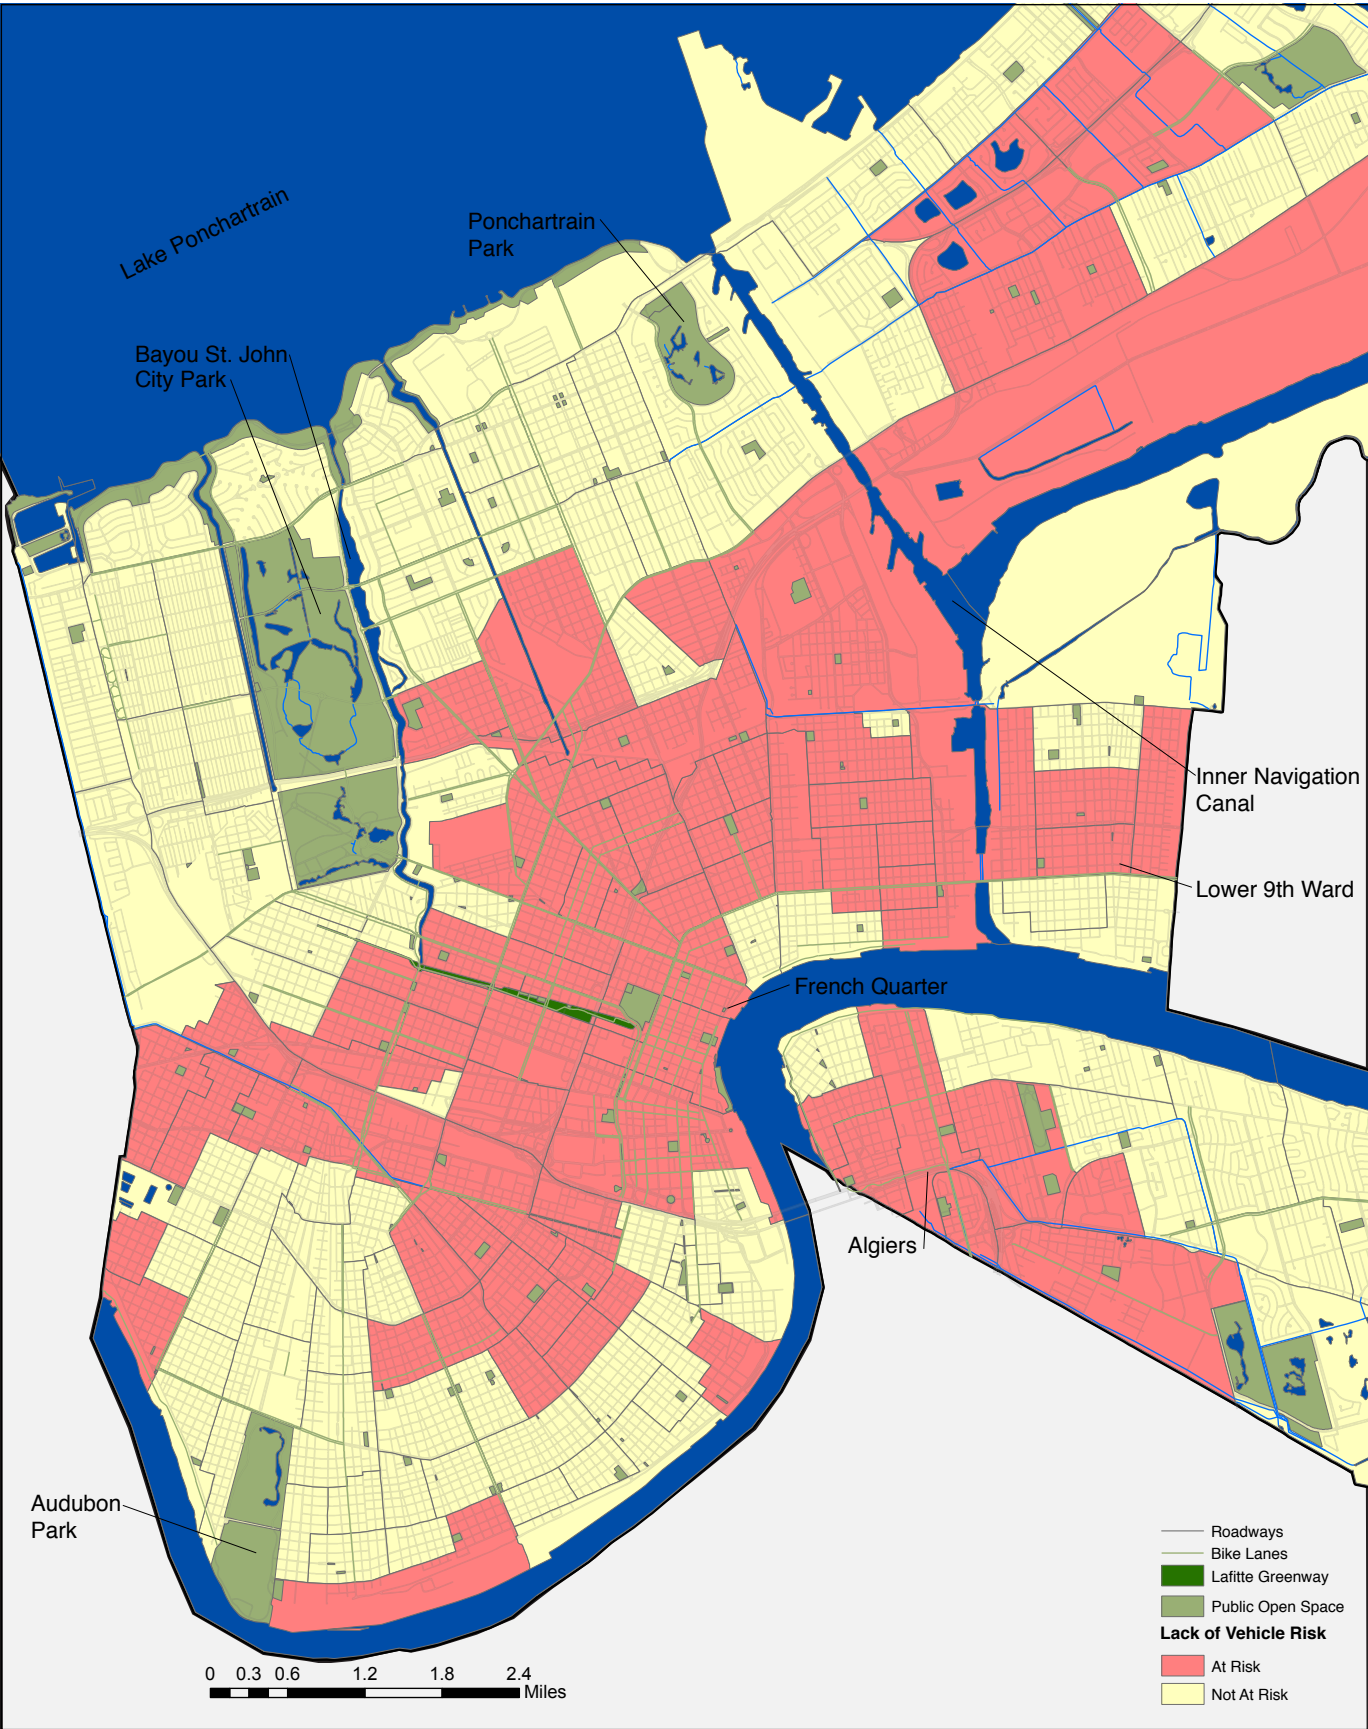 Lake Ponchartrain
Ponchartrain
Park
Bayou St. John
City Park
Inner Navigation
Canal
Lower 9th Ward
French Quarter
Algiers
Audubon
Park
Roadways
Bike Lanes
Lafitte Greenway
Public Open Space
Lack of Vehicle Risk
At Risk
Not At Risk
0 0.3 0.6 1.2 1.8 2.4
Miles